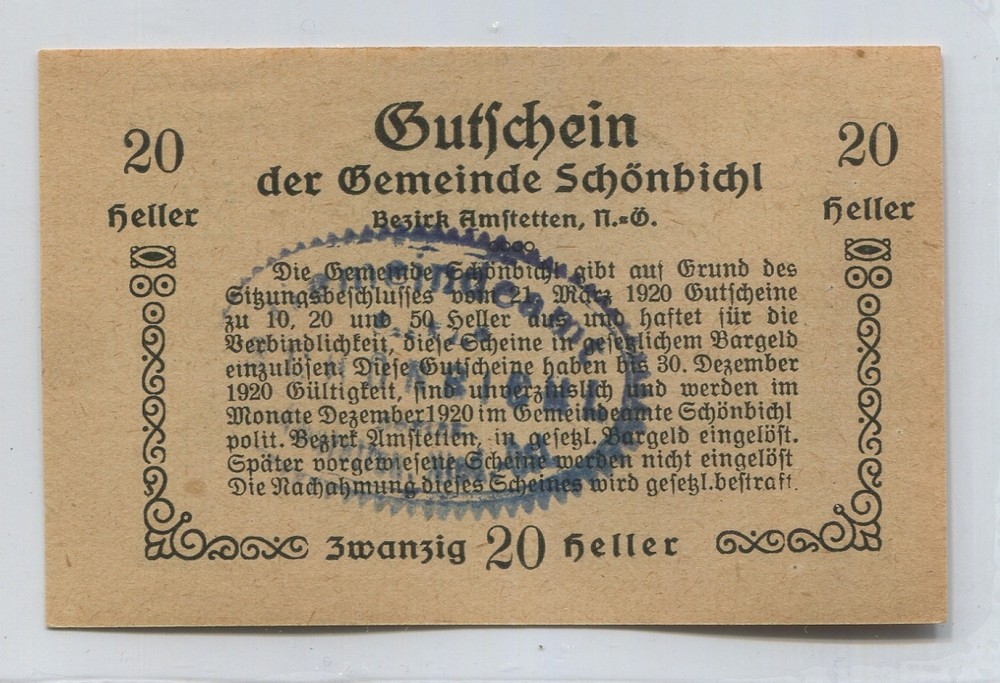 Gutschein
der Gemeinde Schönbichl
20
Heller
20
Heller
Bezirk Amstetten, N.=Ö.
Die Gemeinde Schönbichl gibt auf Grund des
Sitzungsbeschlusses vom 21. März 1920 Gutscheine
zu 10, 20 und 50 Heller aus und haftet für die
Verbindlichkeit, diese Scheine in gesetzlichem Bargeld
einzulösen. Diese Gutscheine haben bis 30. Dezember
1920 Gültigkeit, sind unverzinslich und werden im
Monate Dezember 1920 im Gemeindeamte Schönbichl
polit. Bezirk Amstetten, in gesetzl. Bargeld eingelöst.
Später vorgewiesene Scheine werden nicht eingelöst
Die Nachahmung dieses Scheines wird gesetzl. bestraft.
Zwanzig 20 Heller
Gemeindeamt